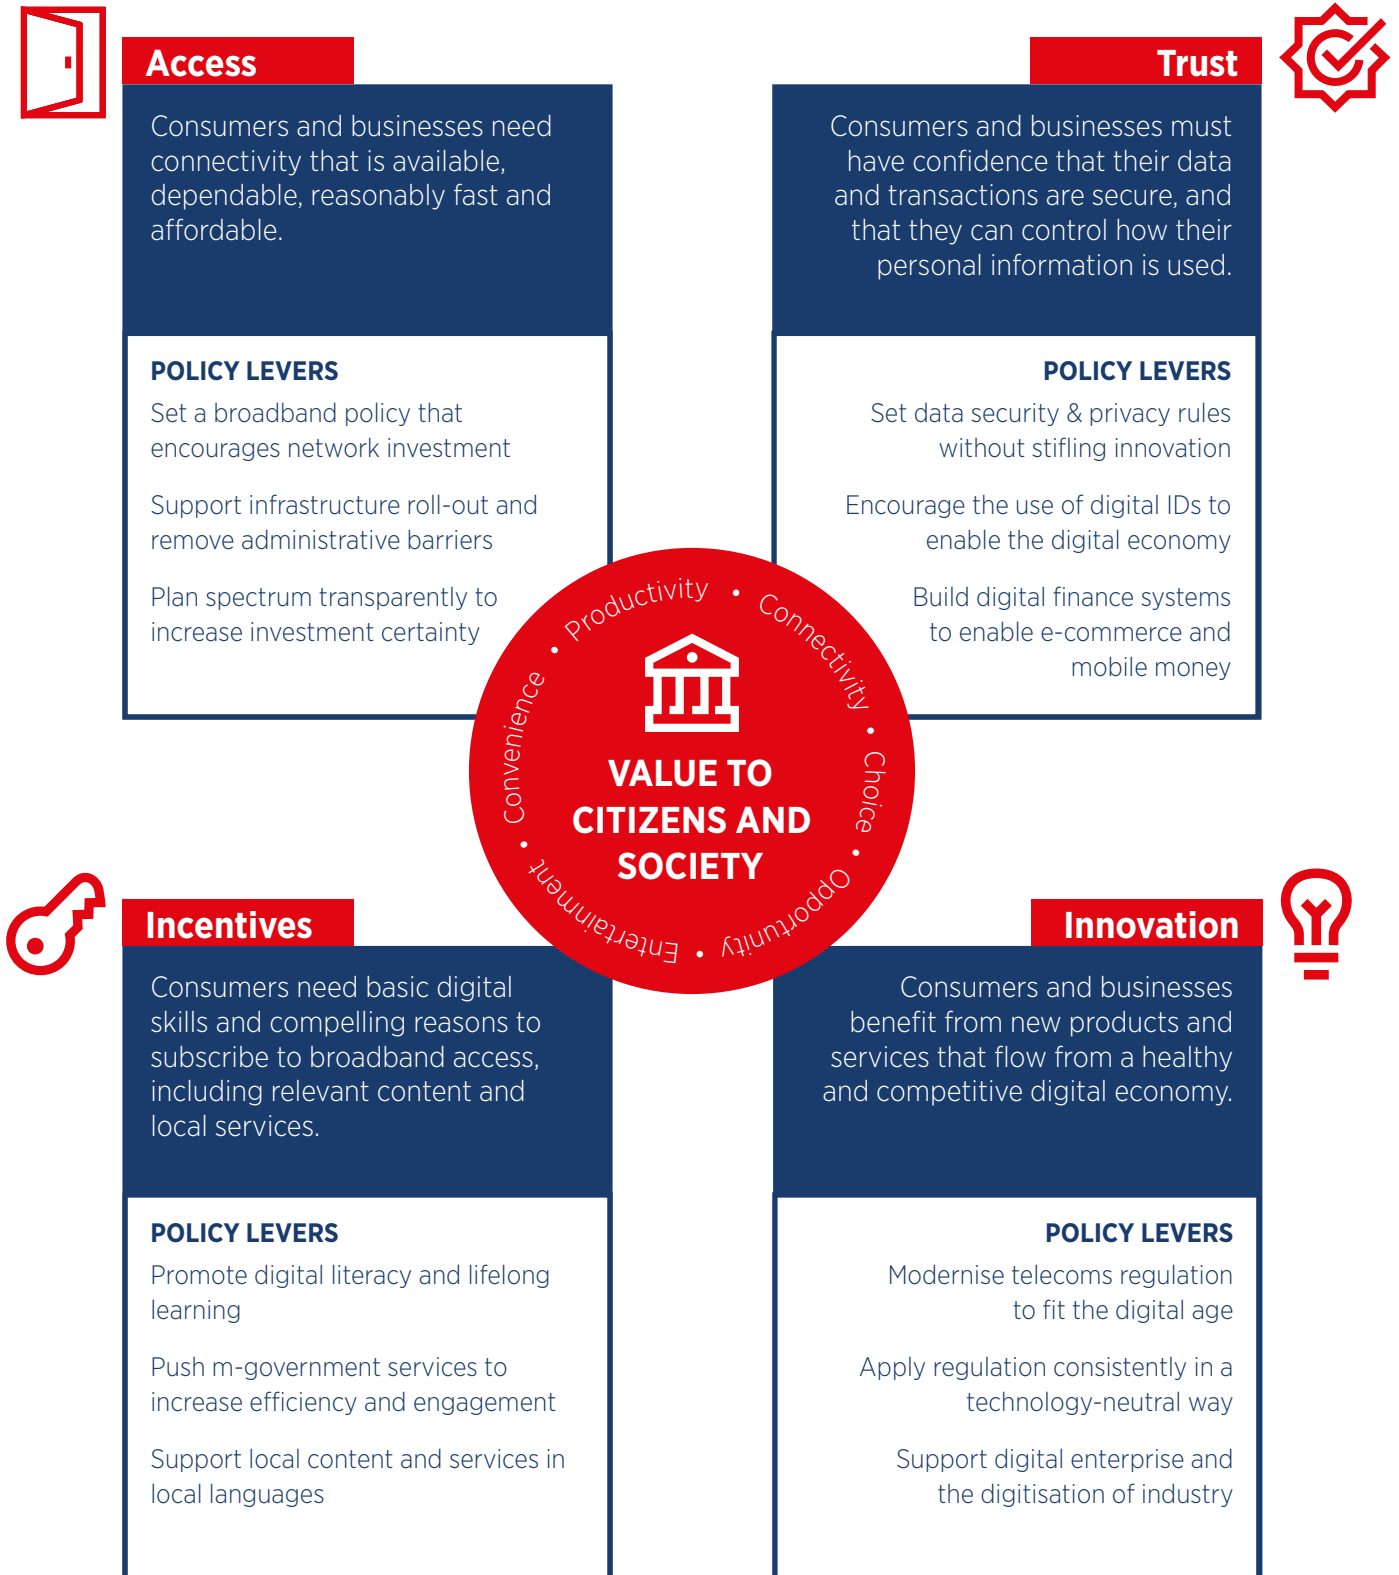 Access
Consumers and businesses need
connectivity that is available,
dependable, reasonably fast and
affordable.
POLICY LEVERS
Set a broadband policy that
encourages network investment
Support infrastructure roll-out and
remove administrative barriers
Plan spectrum transparently to
increase investment certainty
Trust
Consumers and businesses must
have confidence that their data
and transactions are secure, and
that they can control how their
personal information is used.
POLICY LEVERS
Set data security & privacy rules
without stifling innovation
Encourage the use of digital IDs to
enable the digital economy
Build digital finance systems
to enable e-commerce and
mobile money
Productivity • Connectivity • Choice • Opportunity • Entertainment • Convenience •
VALUE TO
CITIZENS AND
SOCIETY
Incentives
Consumers need basic digital
skills and compelling reasons to
subscribe to broadband access,
including relevant content and
local services.
POLICY LEVERS
Promote digital literacy and lifelong
learning
Push m-government services to
increase efficiency and engagement
Support local content and services in
local languages
Innovation
Consumers and businesses
benefit from new products and
services that flow from a healthy
and competitive digital economy.
POLICY LEVERS
Modernise telecoms regulation
to fit the digital age
Apply regulation consistently in a
technology-neutral way
Support digital enterprise and
the digitisation of industry